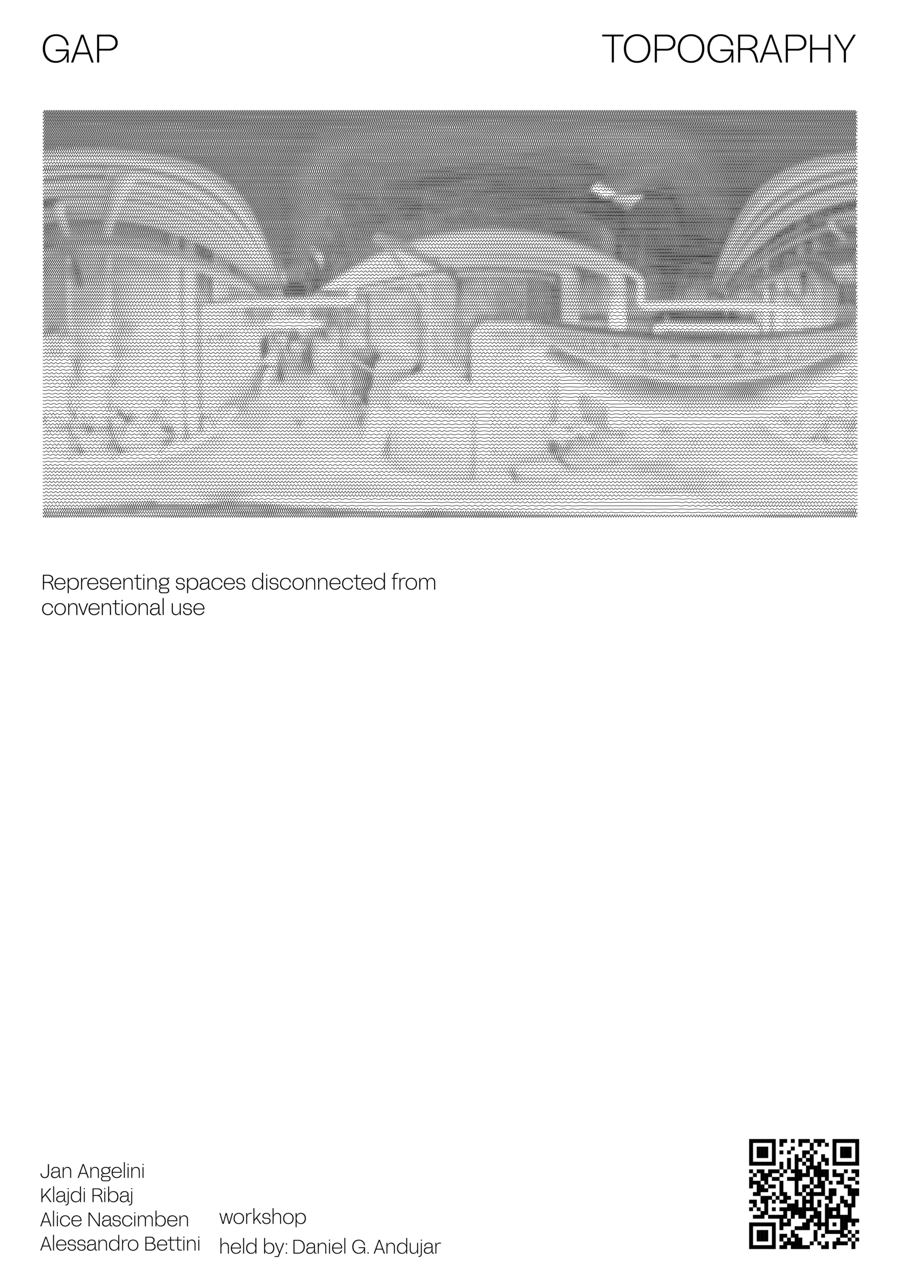 GAP
TOPOGRAPHY
Representing spaces disconnected from
conventional use
Jan Angelini
Klajdi Ribaj
Alice Nascimben
Alessandro Bettini
workshop
held by: Daniel G. Andujar